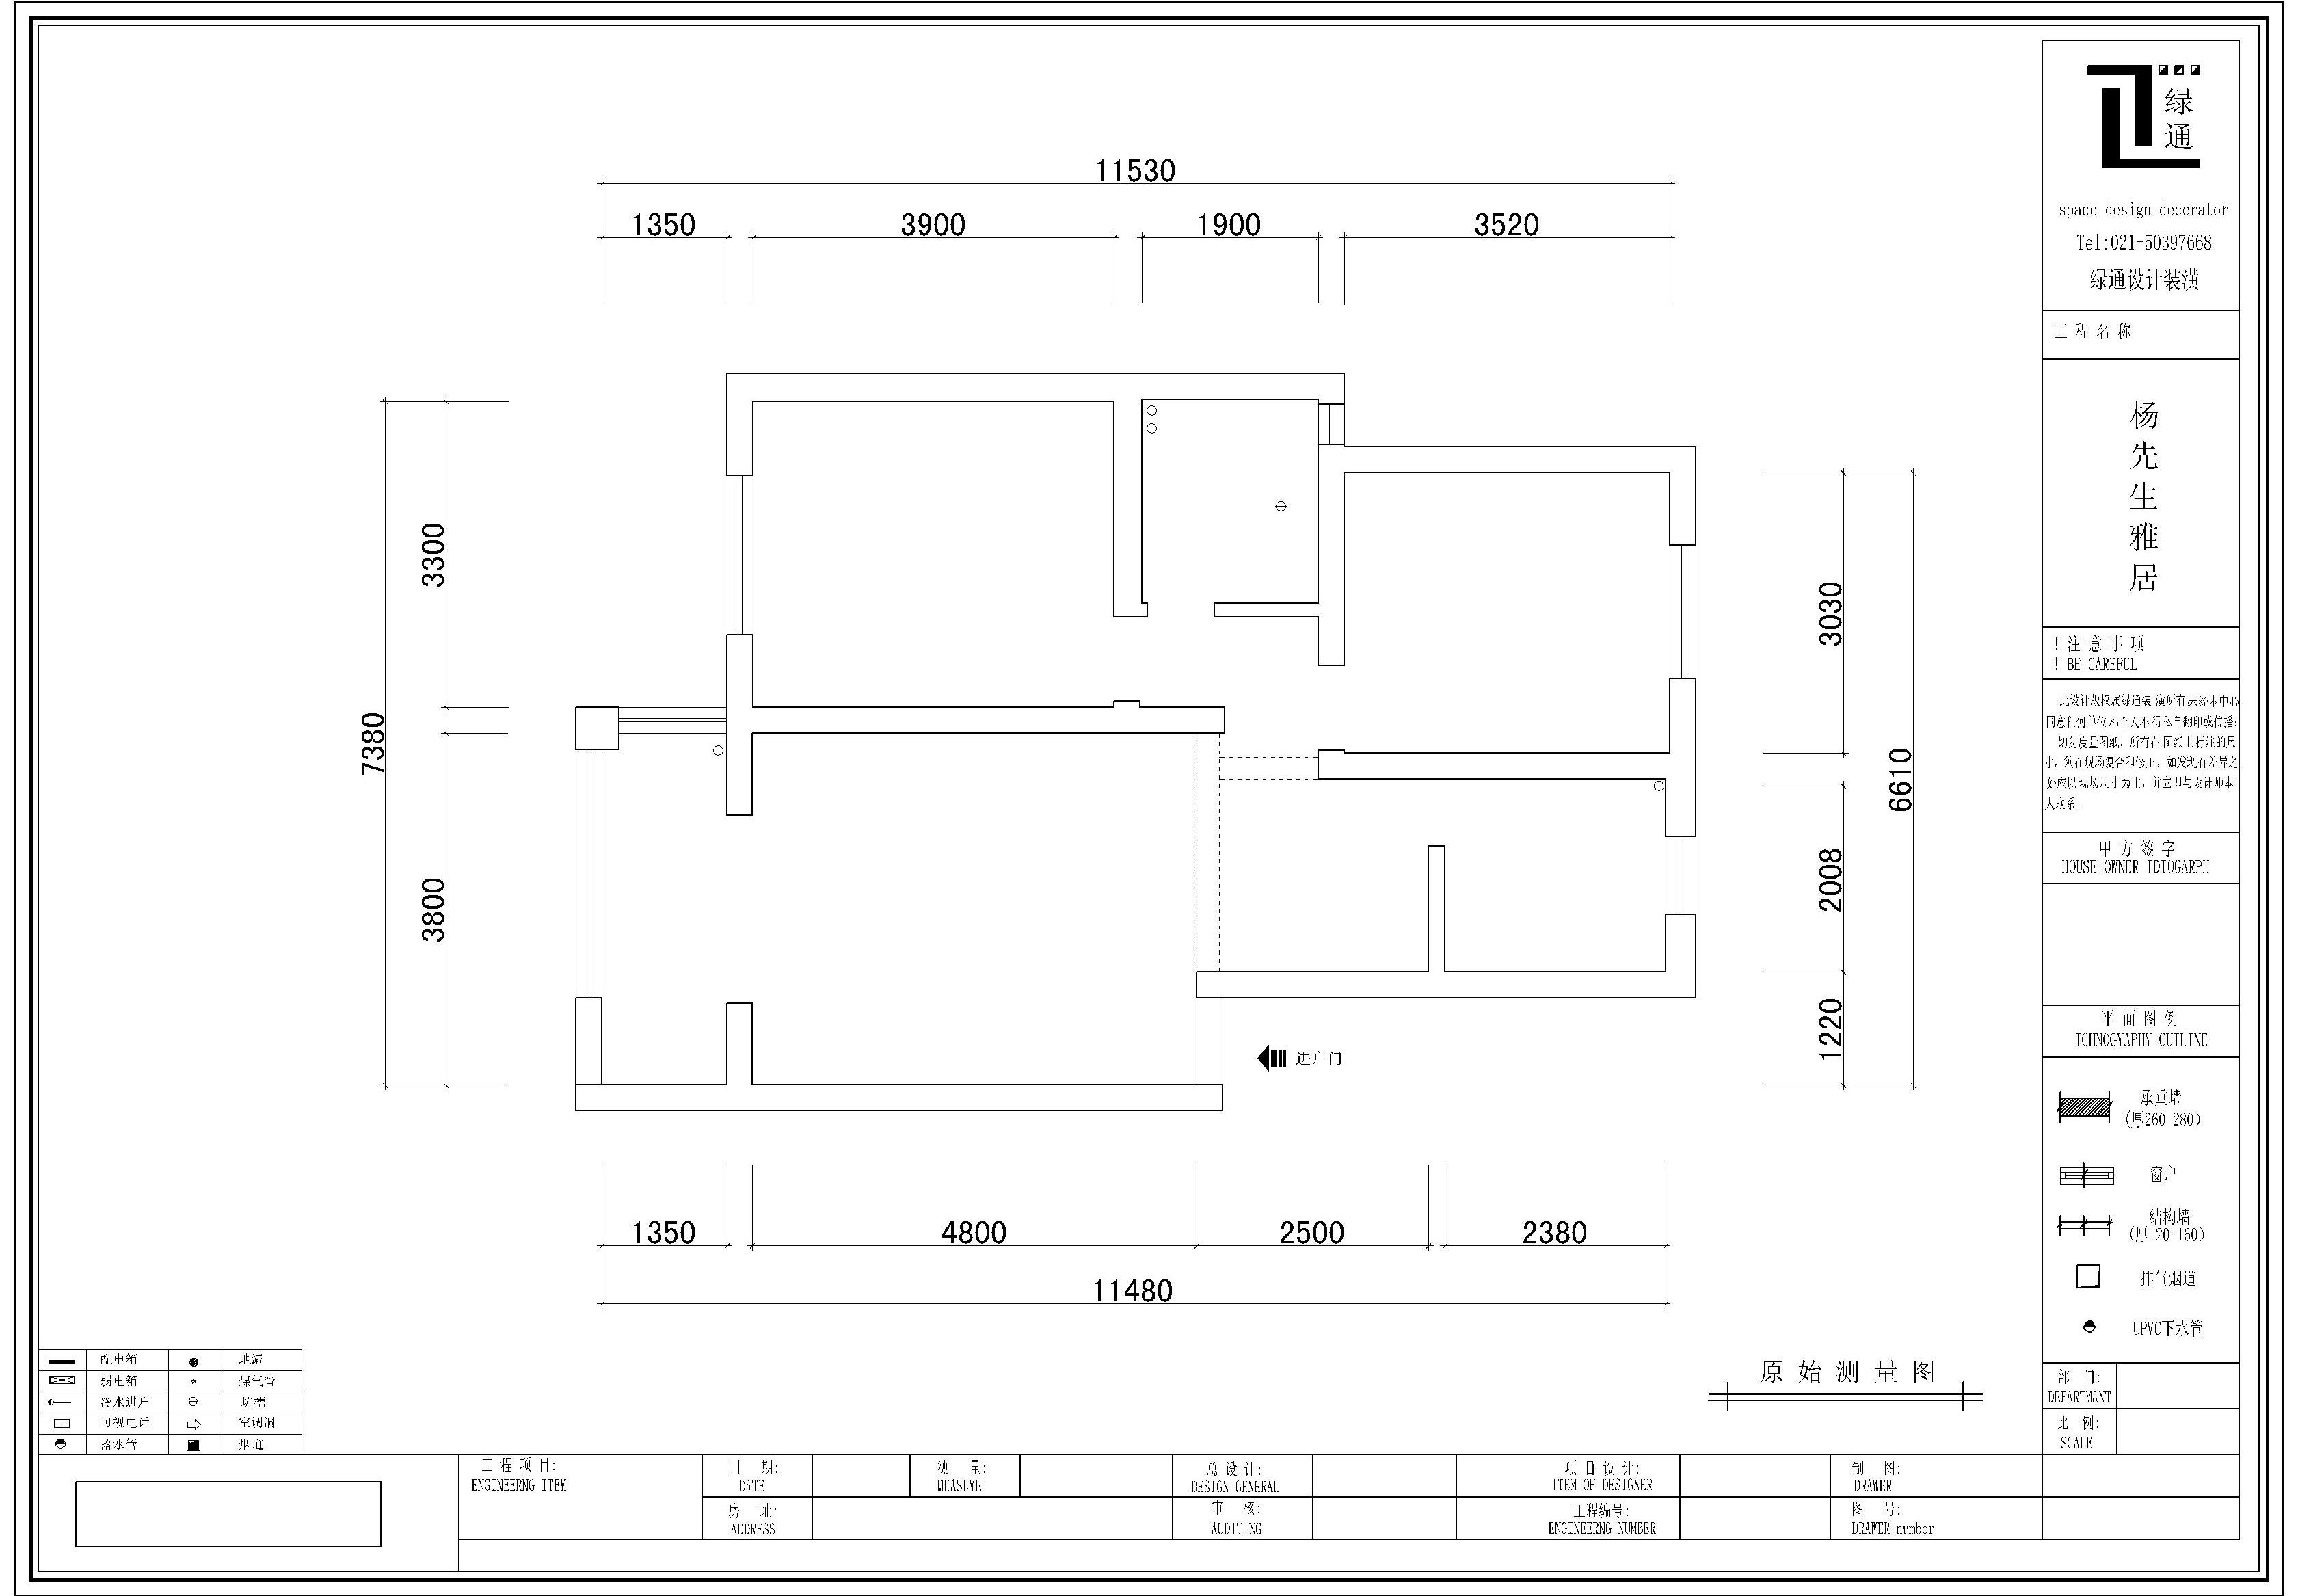 11530
1350
3900
1900
3520
3300
7380
3800
3030
6610
2008
1220
进户门
1350
4800
2500
2380
11480
原始测量图
绿
通
space design decorator
Tel:021-50397668
绿通设计装潢
工程名称
杨
先
生
雅
居
!注意事项
! BE CAREFUL
此设计版权属绿通装潢所有未经本中心
同意任何单位和个人不得私自翻印或传播;
切勿度量图纸，所有在图纸上标注的尺
寸，须在现场复合和修正，如发现有差异之
处应以现场尺寸为主，并立即与设计师本
人联系。
甲方签字
HOUSE-OWNER IDIOGARPH
平面图例
ICHNOGYAPHY CUTLINE
承重墙
(厚260-280)
窗户
结构墙
(厚120-160)
排气烟道
UPVC下水管
部 门:
DEPARTMANT
比 例:
SCALE
配电箱 地漏
弱电箱 煤气管
冷水进户 坑槽
可视电话 空调洞
落水管 烟道
工程项目:
ENGINEERNG ITEM
日 期:
DATE
测 量:
MEASUVE
总设计:
DESIGN GENERAL
项目设计:
ITEM OF DESIGNER
制 图:
DRAWER
房 址:
ADDRESS
审 核:
AUDITING
工程编号:
ENGINEERNG NUMBER
图 号:
DRAWER number